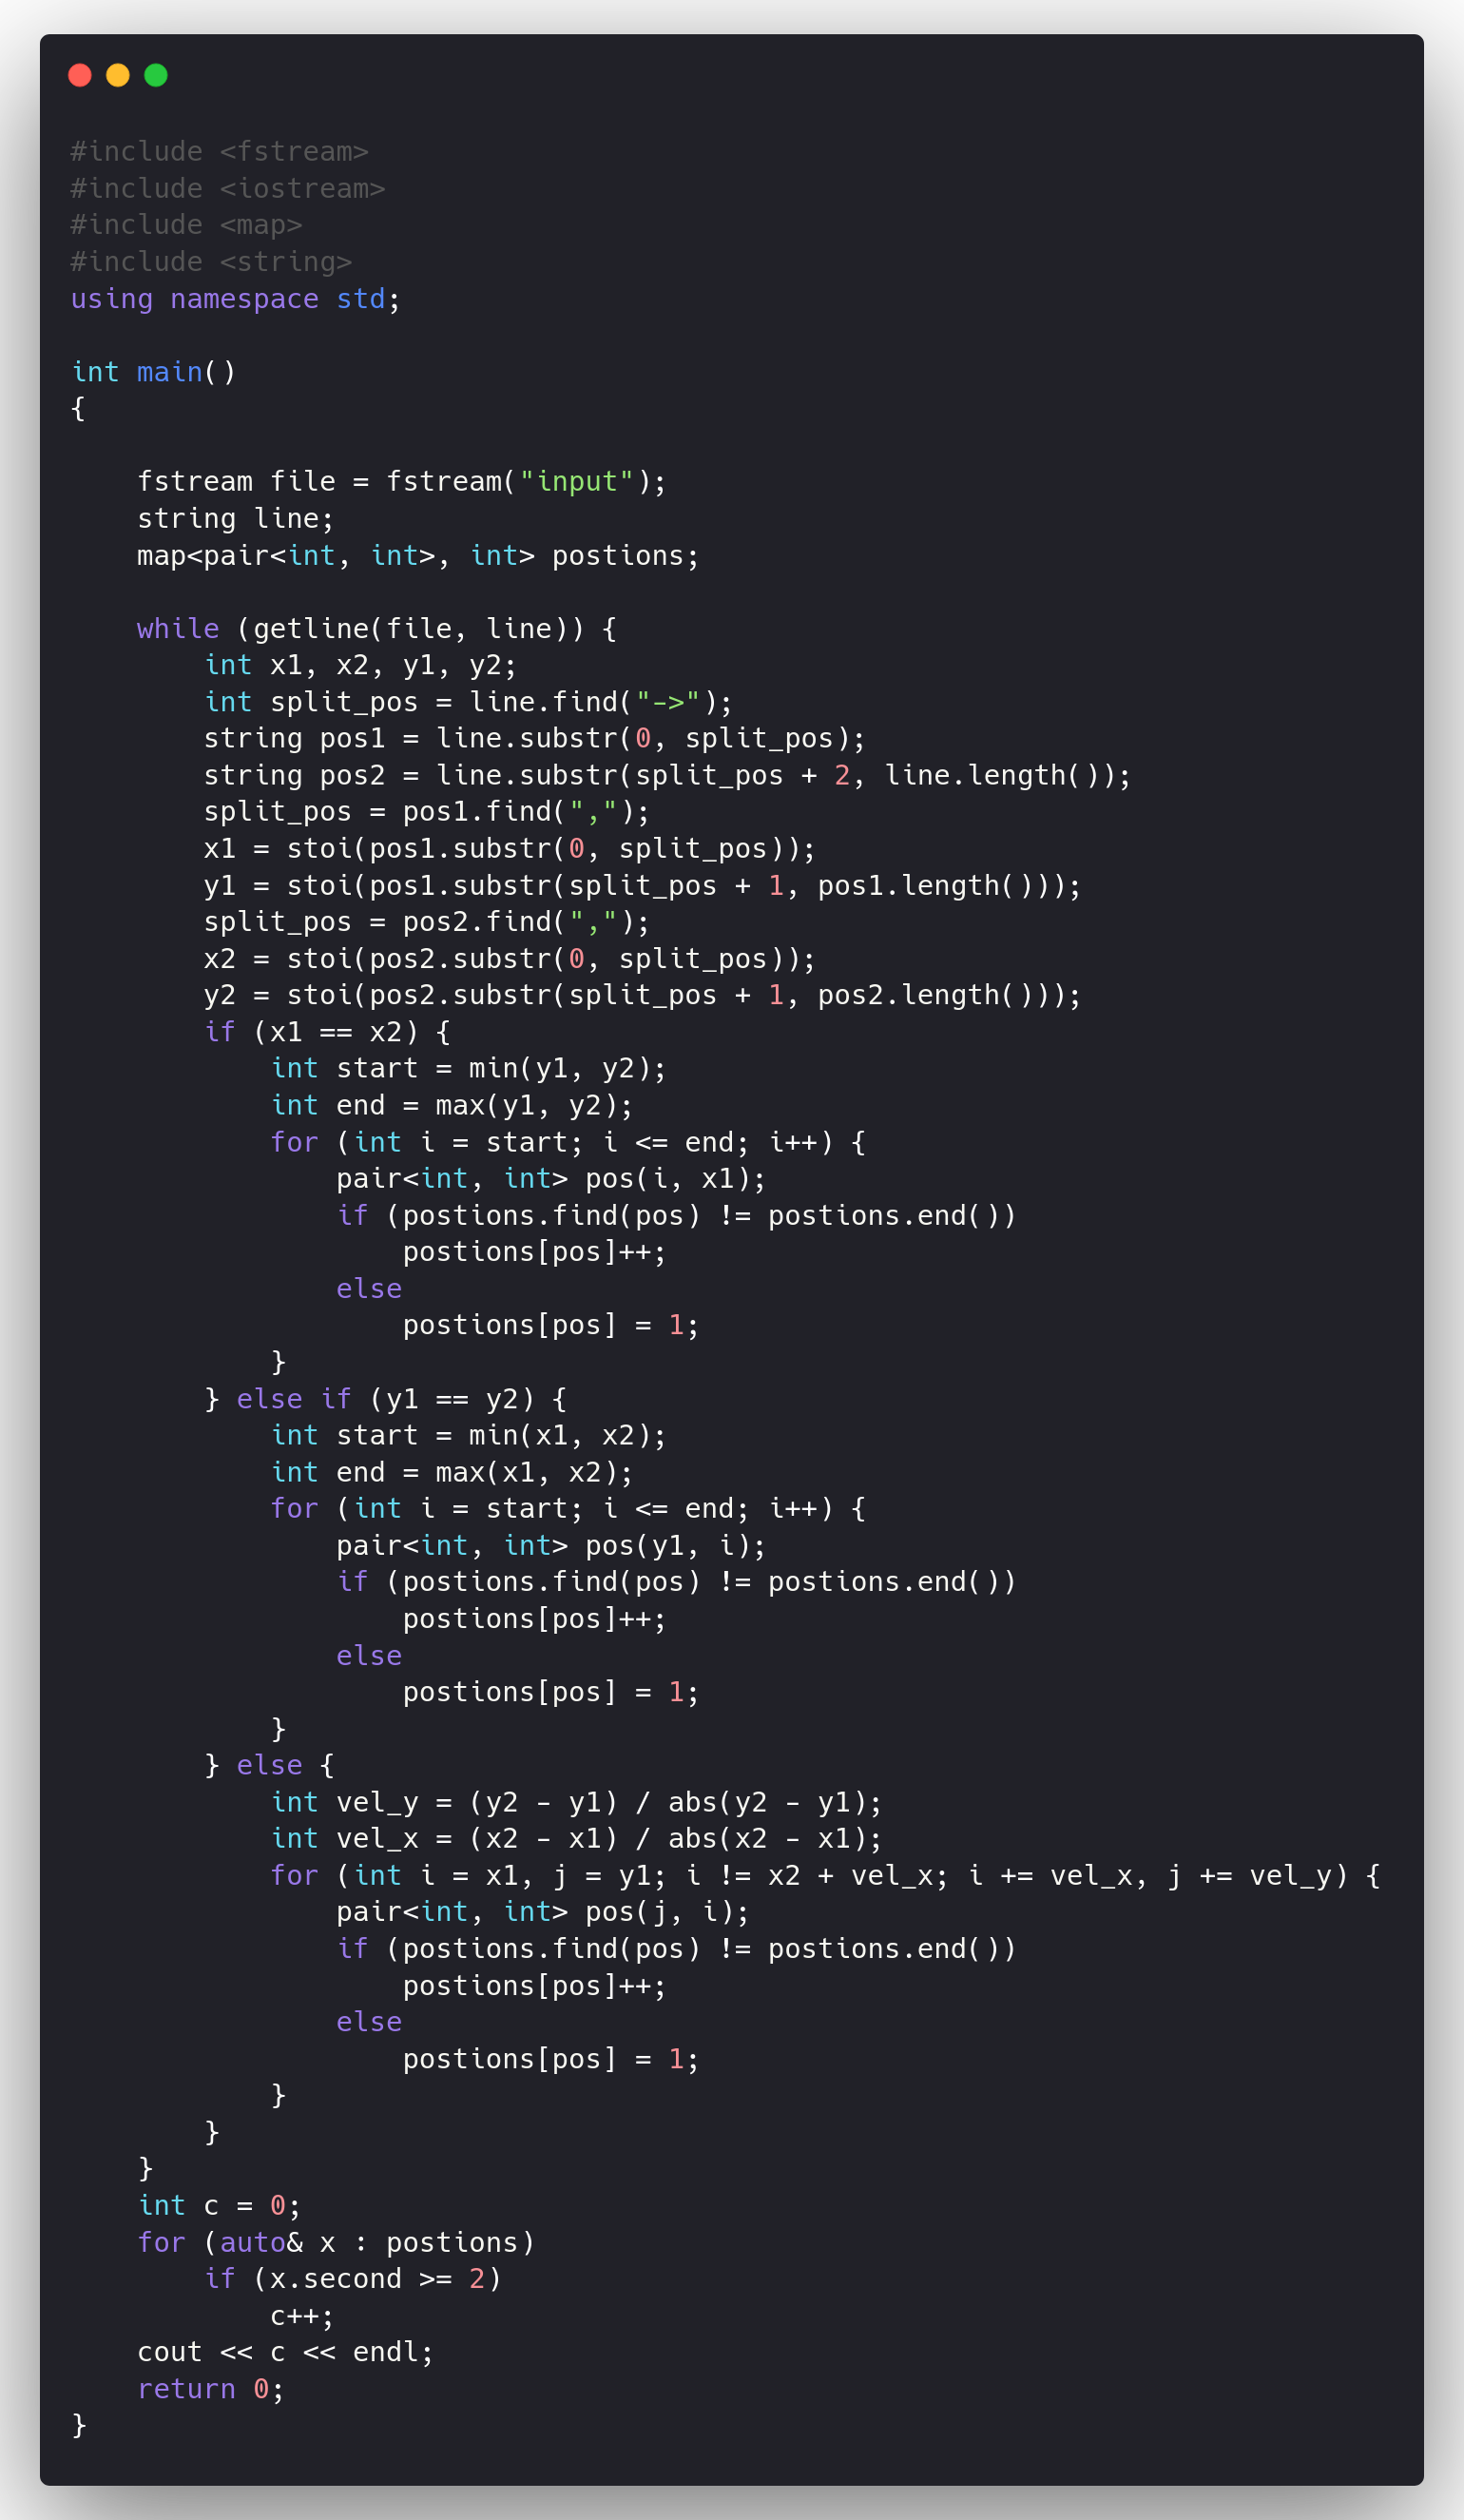 #include <fstream>
#include <iostream>
#include <map>
#include <string>
using namespace std;

int main()
{

    fstream file = fstream("input");
    string line;
    map<pair<int, int>, int> postions;

    while (getline(file, line)) {
        int x1, x2, y1, y2;
        int split_pos = line.find("->");
        string pos1 = line.substr(0, split_pos);
        string pos2 = line.substr(split_pos + 2, line.length());
        split_pos = pos1.find(",");
        x1 = stoi(pos1.substr(0, split_pos));
        y1 = stoi(pos1.substr(split_pos + 1, pos1.length()));
        split_pos = pos2.find(",");
        x2 = stoi(pos2.substr(0, split_pos));
        y2 = stoi(pos2.substr(split_pos + 1, pos2.length()));
        if (x1 == x2) {
            int start = min(y1, y2);
            int end = max(y1, y2);
            for (int i = start; i <= end; i++) {
                pair<int, int> pos(i, x1);
                if (postions.find(pos) != postions.end())
                    postions[pos]++;
                else
                    postions[pos] = 1;
            }
        } else if (y1 == y2) {
            int start = min(x1, x2);
            int end = max(x1, x2);
            for (int i = start; i <= end; i++) {
                pair<int, int> pos(y1, i);
                if (postions.find(pos) != postions.end())
                    postions[pos]++;
                else
                    postions[pos] = 1;
            }
        } else {
            int vel_y = (y2 - y1) / abs(y2 - y1);
            int vel_x = (x2 - x1) / abs(x2 - x1);
            for (int i = x1, j = y1; i != x2 + vel_x; i += vel_x, j += vel_y) {
                pair<int, int> pos(j, i);
                if (postions.find(pos) != postions.end())
                    postions[pos]++;
                else
                    postions[pos] = 1;
            }
        }
    }
    int c = 0;
    for (auto& x : postions)
        if (x.second >= 2)
            c++;
    cout << c << endl;
    return 0;
}